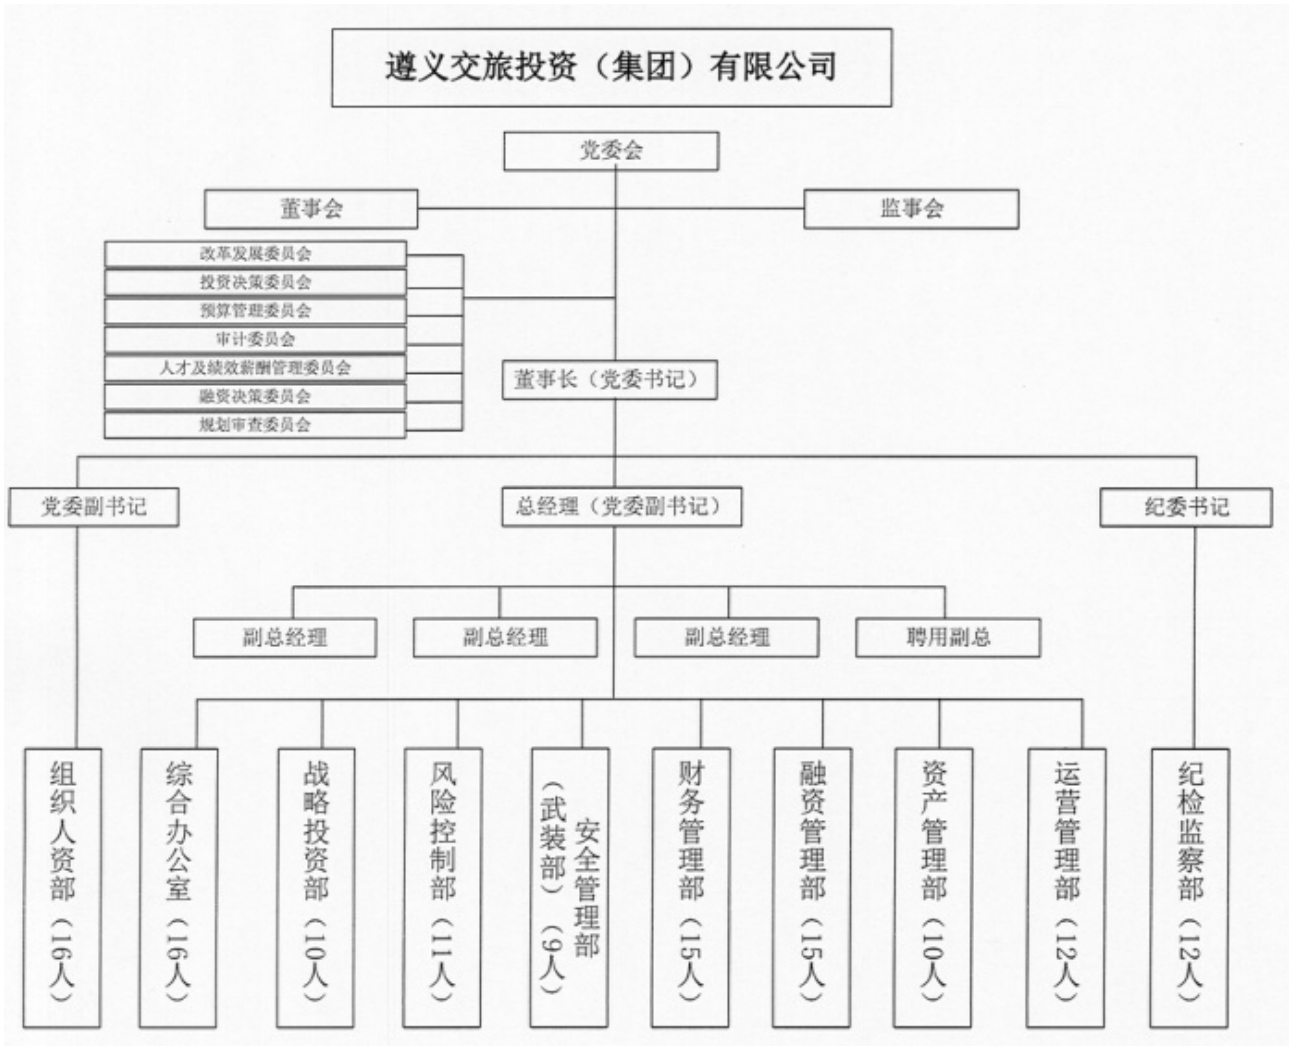 遵义交旅投资（集团）有限公司
党委会
董事会
监事会
改革发展委员会
投资决策委员会
预算管理委员会
审计委员会
人才及绩效薪酬管理委员会
融资决策委员会
规划审查委员会
董事长（党委书记）
党委副书记
总经理（党委副书记）
纪委书记
副总经理
副总经理
副总经理
聘用副总
组织人资部（16人）
综合办公室（16人）
战略投资部（10人）
风险控制部（11人）
安全管理部
（武装部）（9人）
财务管理部（15人）
融资管理部（15人）
资产管理部（10人）
运营管理部（12人）
纪检监察部（12人）